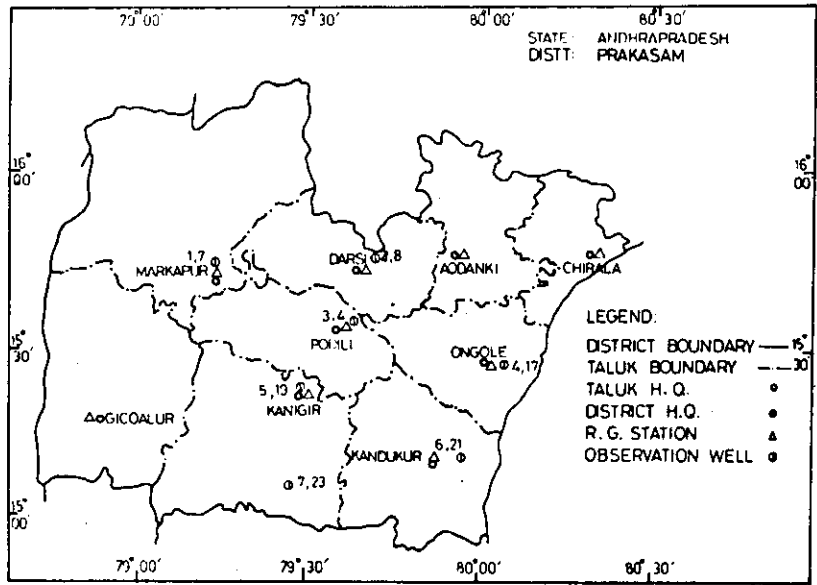 79°00' 79°30' 80°00' 80°30'
STATE: ANDHRAPRADESH
DISTT: PRAKASAM
16°00' 16°00'
1,7
MARKAPUR
DARSI ,8
AODANKI
CHIRALA
3.4
PODILI
ONGOLE
4,17
15°30' 15°30'
5,19
KANIGIR
GICOALUR
6,21
KANDUKUR
7,23
15°00'
LEGEND:
DISTRICT BOUNDARY
TALUK BOUNDARY
TALUK H.Q.
DISTRICT H.Q.
R.G. STATION
OBSERVATION WELL
79°00' 79°30' 80°00' 80°30'